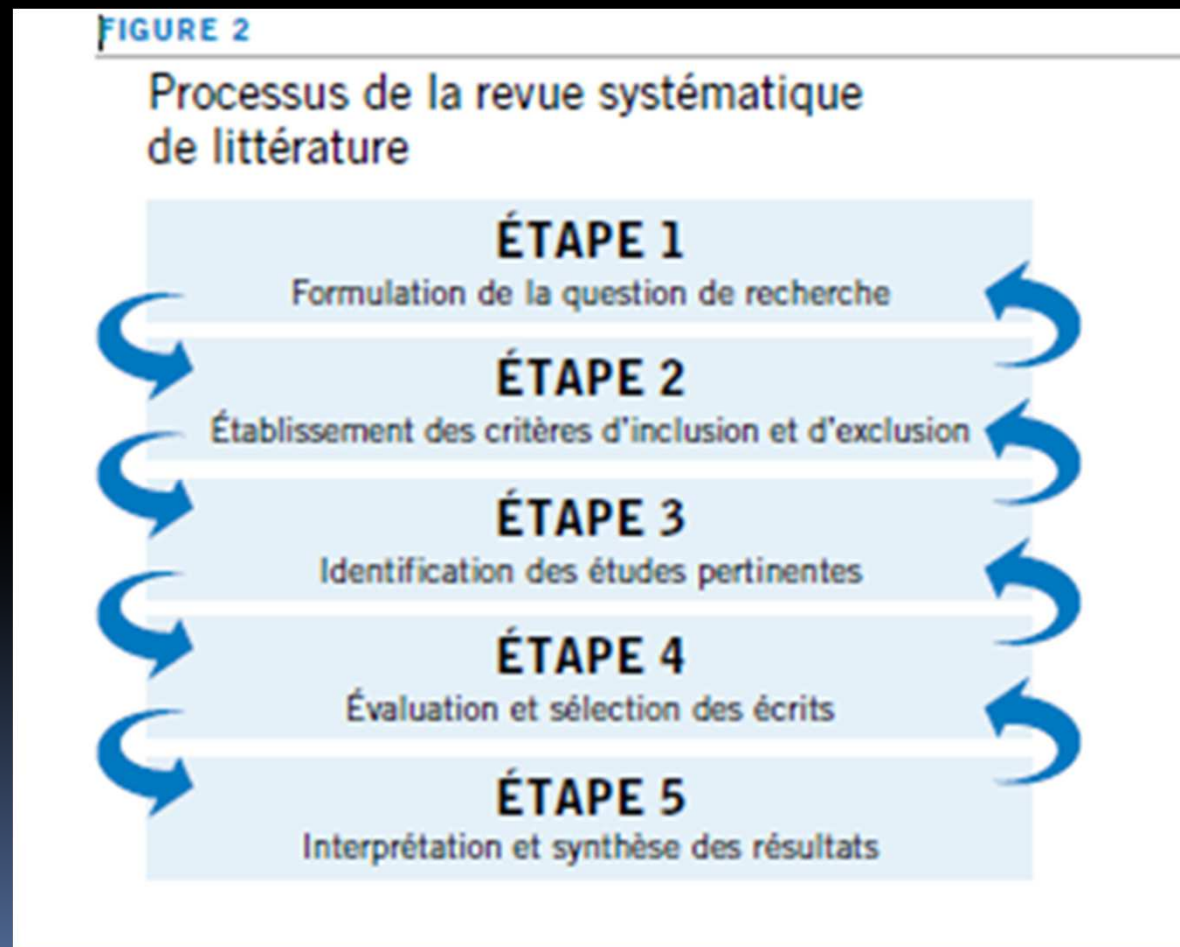 FIGURE 2
Processus de la revue systématique
de littérature
ÉTAPE 1
Formulation de la question de recherche
ÉTAPE 2
Établissement des critères d'inclusion et d'exclusion
ÉTAPE 3
Identification des études pertinentes
ÉTAPE 4
Évaluation et sélection des écrits
ÉTAPE 5
Interprétation et synthèse des résultats